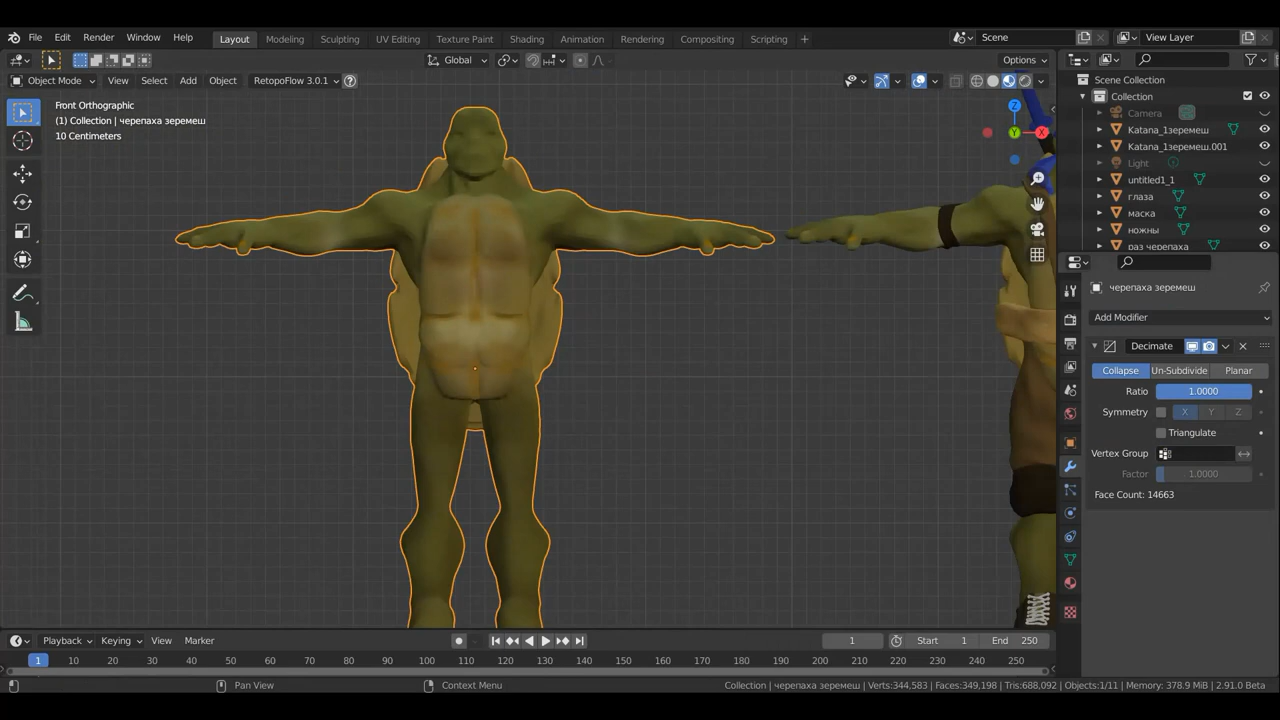 File Edit Render Window Help Layout Modeling Sculpting UV Editing Texture Paint Shading Animation Rendering Compositing Scripting + Scene View Layer
Global Options
Object Mode View Select Add Object RetopoFlow 3.0.1 ?
Front Orthographic
(1) Collection | черепаха зеремеш
10 Centimeters
Z
Y X
Scene Collection
Collection
Camera
Katana_1зеремеш
Katana_1зеремеш.001
Light
untitled1_1
глаза
маска
ножны
раз черепаха
черепаха зеремеш
Add Modifier
Decimate
Collapse Un-Subdivide Planar
Ratio 1.0000
Symmetry X Y Z
Triangulate
Vertex Group
Factor 1.0000
Face Count: 14663
Playback Keying View Marker 1 Start 1 End 250
1 10 20 30 40 50 60 70 80 90 100 110 120 130 140 150 160 170 180 190 200 210 220 230 240 250
Pan View Context Menu Collection | черепаха зеремеш | Verts:344,583 | Faces:349,198 | Tris:688,092 | Objects:1/11 | Memory: 378.9 MiB | 2.91.0 Beta